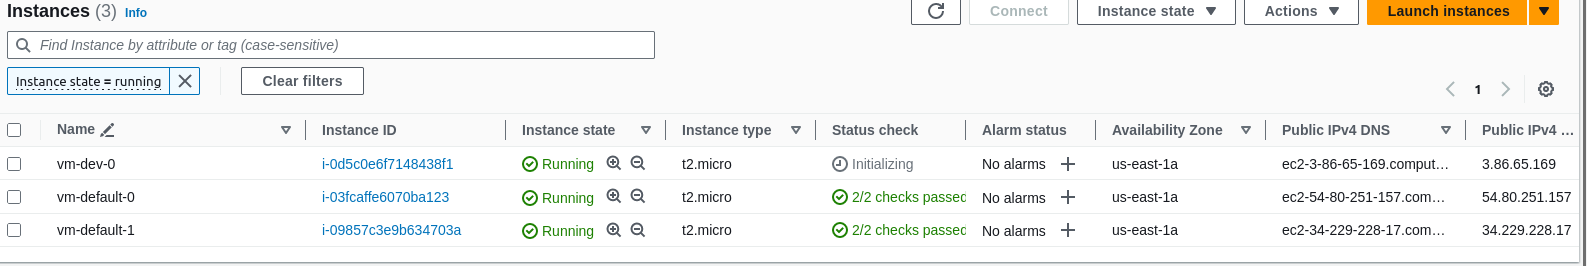 Instances (3) Info
Connect Instance state Actions Launch instances
Find Instance by attribute or tag (case-sensitive)
Instance state = running Clear filters
1
Name Instance ID Instance state Instance type Status check Alarm status Availability Zone Public IPv4 DNS Public IPv4 ...
vm-dev-0 i-0d5c0e6f7148438f1 Running t2.micro Initializing No alarms us-east-1a ec2-3-86-65-169.comput... 3.86.65.169
vm-default-0 i-03fcaffe6070ba123 Running t2.micro 2/2 checks passed No alarms us-east-1a ec2-54-80-251-157.com... 54.80.251.157
vm-default-1 i-09857c3e9b634703a Running t2.micro 2/2 checks passed No alarms us-east-1a ec2-34-229-228-17.com... 34.229.228.17